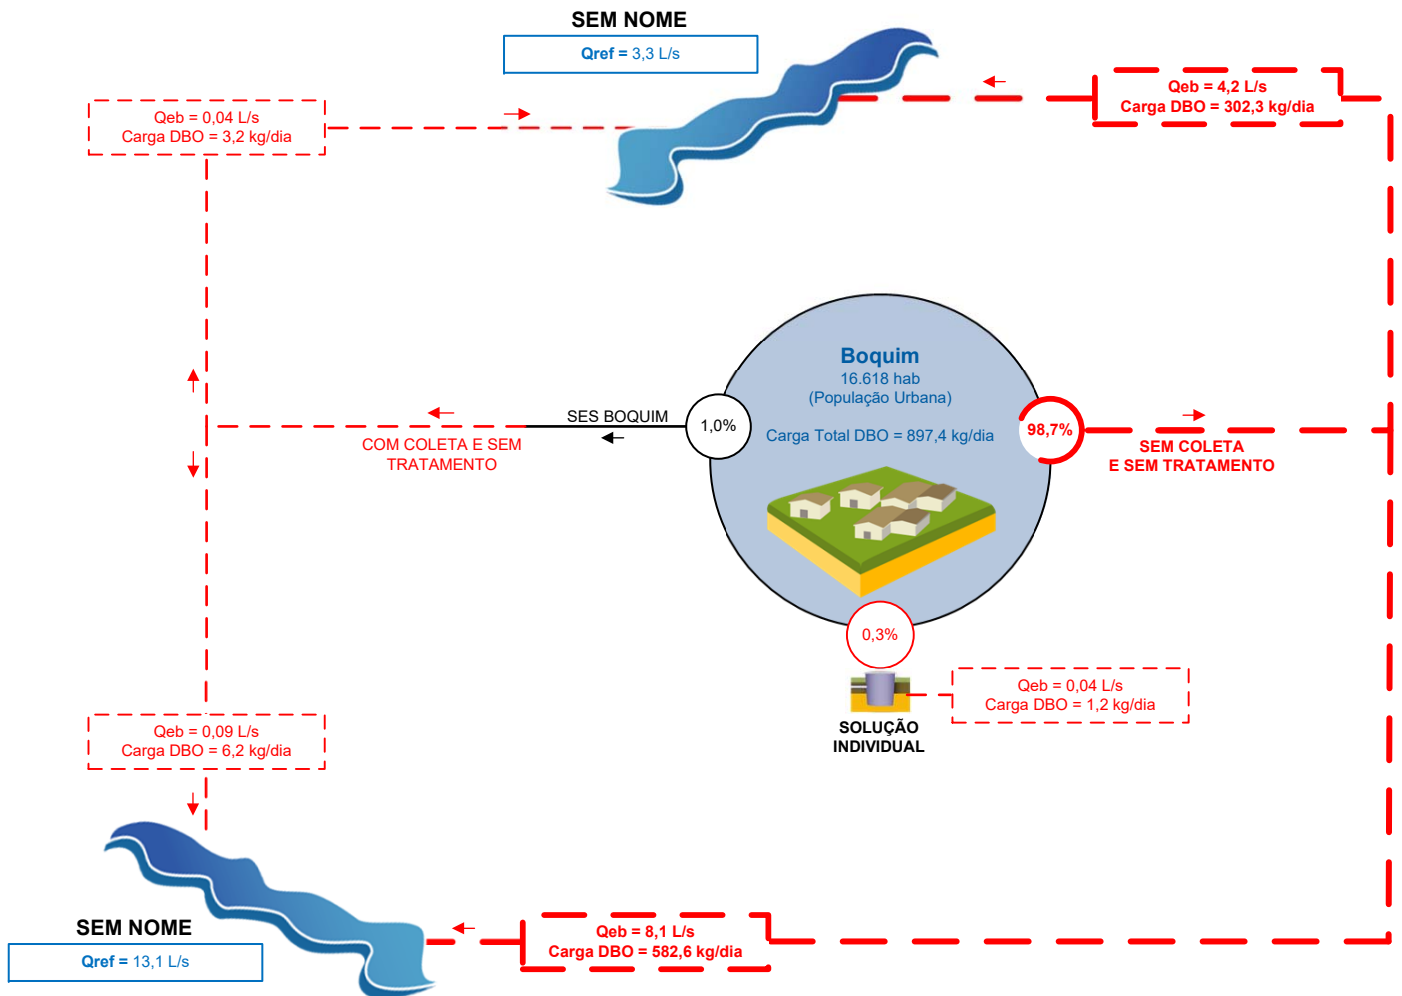 SEM NOME
Qref = 3,3 L/s
Qeb = 4,2 L/s
Carga DBO = 302,3 kg/dia
Qeb = 0,04 L/s
Carga DBO = 3,2 kg/dia
Boquim
16.618 hab
(População Urbana)
Carga Total DBO = 897,4 kg/dia
SES BOQUIM
1,0%
98,7%
COM COLETA E SEM
TRATAMENTO
SEM COLETA
E SEM TRATAMENTO
0,3%
SOLUÇÃO
INDIVIDUAL
Qeb = 0,04 L/s
Carga DBO = 1,2 kg/dia
Qeb = 0,09 L/s
Carga DBO = 6,2 kg/dia
SEM NOME
Qref = 13,1 L/s
Qeb = 8,1 L/s
Carga DBO = 582,6 kg/dia